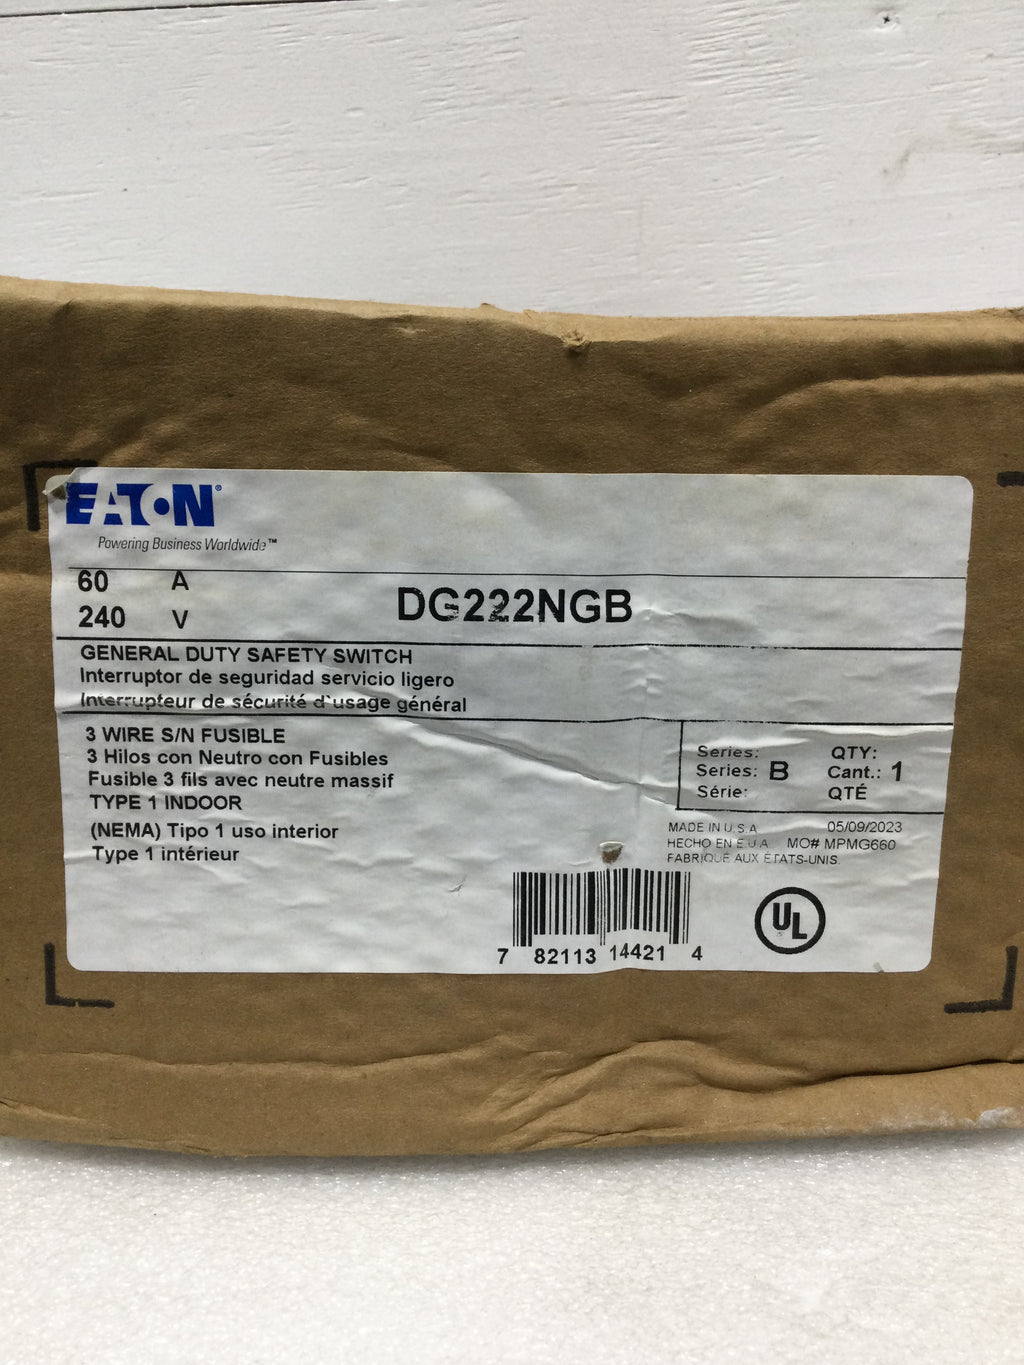 EATON®
Powering Business Worldwide™
60 A
240 V
DG222NGB
GENERAL DUTY SAFETY SWITCH
Interruptor de seguridad servicio ligero
Interrupteur de sécurité d`usage général
3 WIRE S/N FUSIBLE
3 Hilos con Neutro con Fusibles
Fusible 3 fils avec neutre massif
TYPE 1 INDOOR
(NEMA) Tipo 1 uso interior
Type 1 intérieur
Series: QTY:
Series: B Cant.: 1
Série: QTÉ
MADE IN U.S.A 05/09/2023
HECHO EN E.U.A MO# MPMG660
FABRIQUÉ AUX ÉTATS-UNIS.
7 82113 14421 4
UL